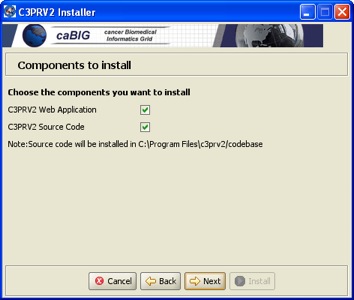 C3PRV2 Installer
caBIG
cancer Biomedical
Informatics Grid
Components to install
Choose the components you want to install
C3PRV2 Web Application
C3PRV2 Source Code
Note:Source code will be installed in C:\Program Files\c3prv2/codebase
Cancel
Back
Next
Install